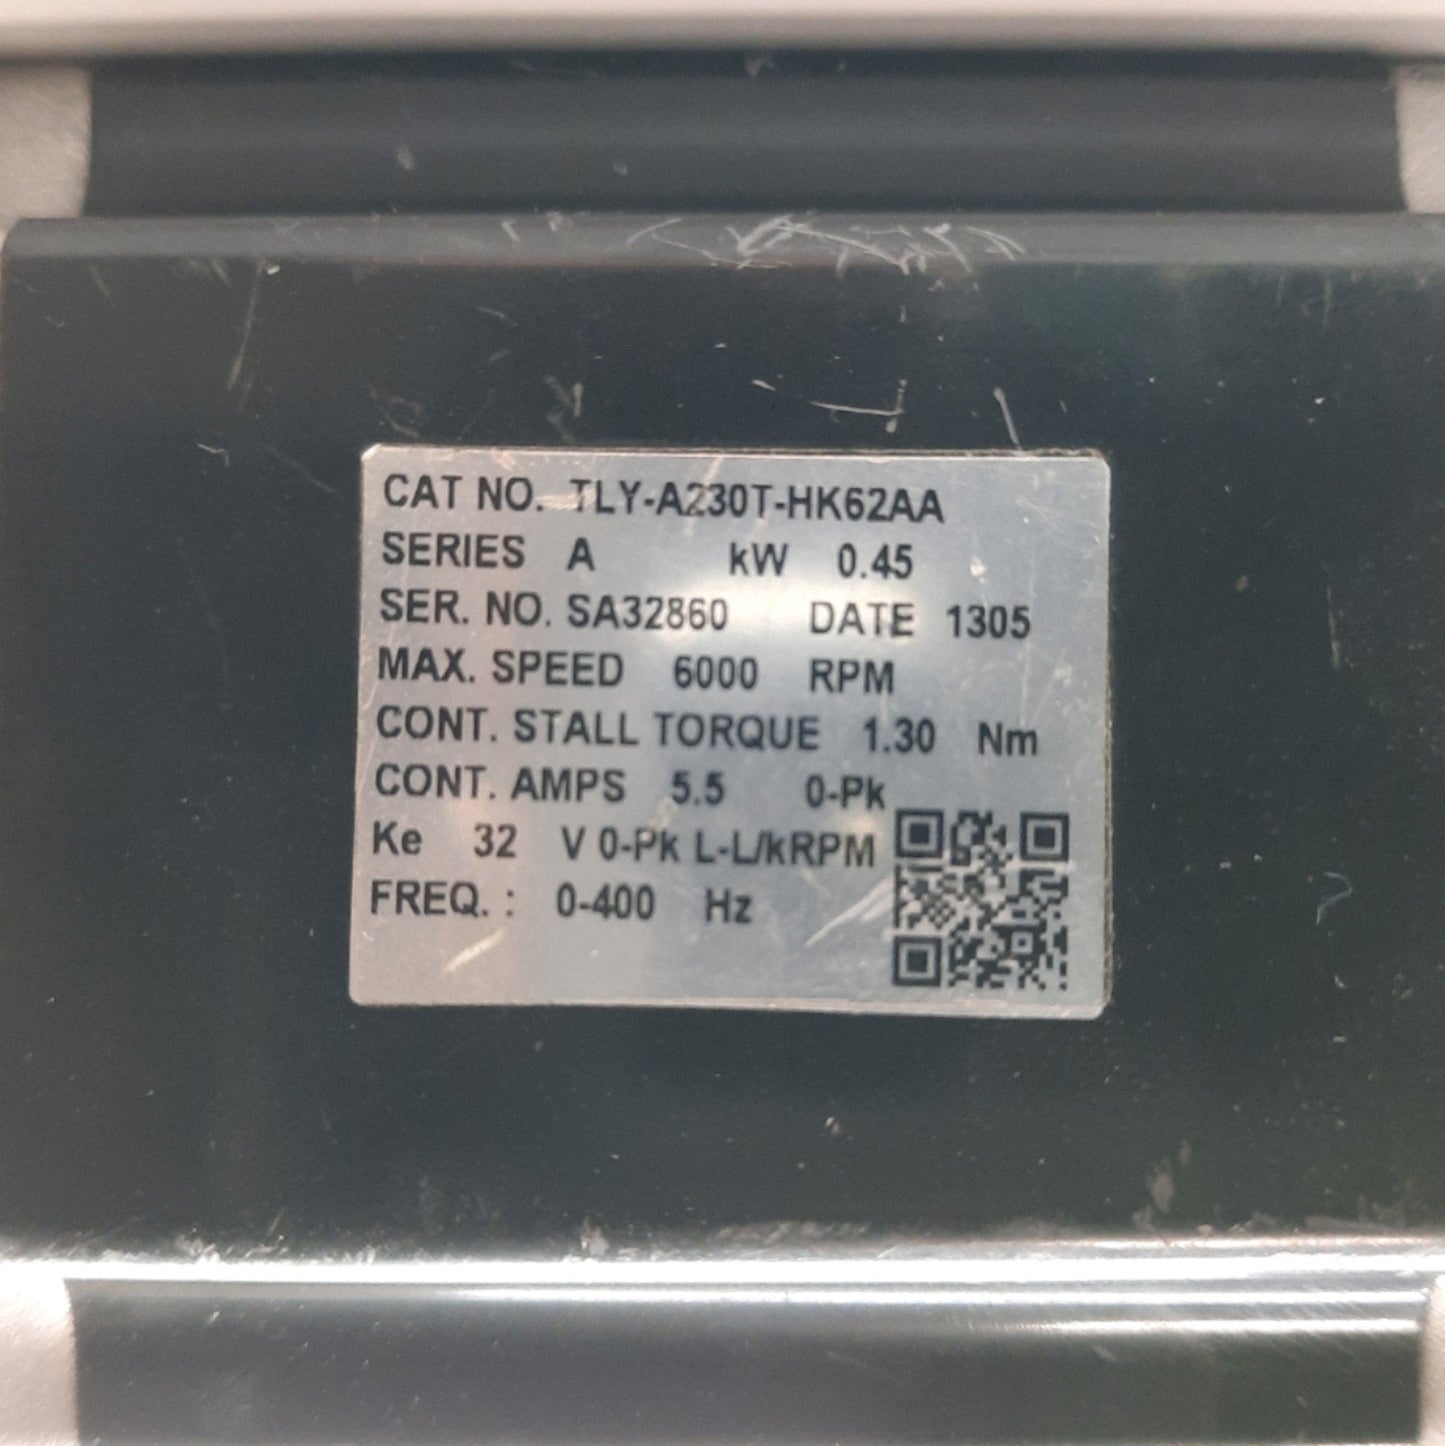 CAT NO. TLY-A230T-HK62AA
SERIES A kW 0.45
SER. NO. SA32860 DATE 1305
MAX. SPEED 6000 RPM
CONT. STALL TORQUE 1.30 Nm
CONT. AMPS 5.5 0-Pk
Ke 32 V 0-Pk L-L/kRPM
FREQ. : 0-400 Hz